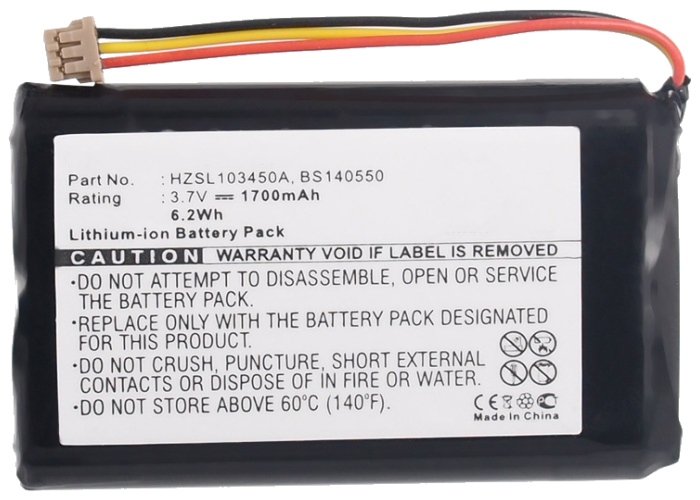 Part No. : HZSL103450A, BS140550
Rating : 3.7V ⎓ 1700mAh
6.2Wh
Lithium-ion Battery Pack
CAUTION WARRANTY VOID IF LABEL IS REMOVED
·DO NOT ATTEMPT TO DISASSEMBLE, OPEN OR SERVICE
THE BATTERY PACK.
·REPLACE ONLY WITH THE BATTERY PACK DESIGNATED
FOR THIS PRODUCT.
·DO NOT CRUSH, PUNCTURE, SHORT EXTERNAL
CONTACTS OR DISPOSE OF IN FIRE OR WATER.
·DO NOT STORE ABOVE 60°C (140°F).
CE
Made In China